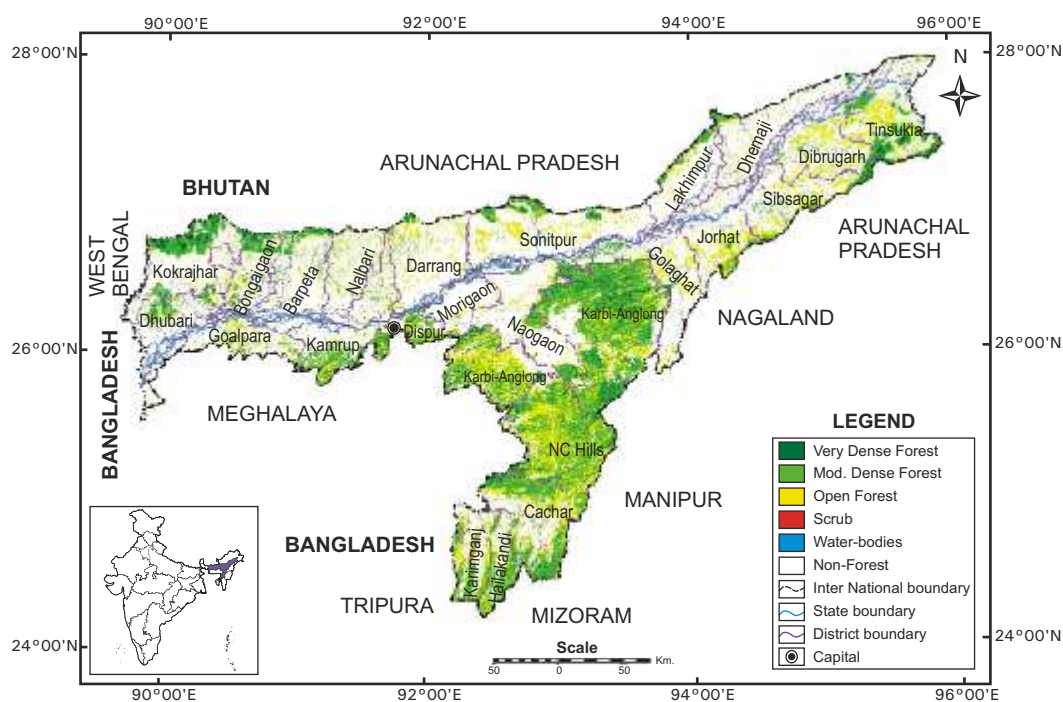 90°00'N
92°00'N
94°00'N
96°00'N
28°00'N
28°00'N
N
ARUNACHAL PRADESH
BHUTAN
Tinsukia
Dibrugarh
Dhemaji
Lakhimpur
Sibsagar
ARUNACHAL
PRADESH
Jorhat
Sonitpur
WEST
BENGAL
Kokrajhar
Bongaigaon
Barpeta
Nalbari
Darrang
Golaghat
Morigaon
Karbi-Anglong
NAGALAND
Dhubari
Goalpara
Kamrup
Dispur
Naogaon
26°00'N
26°00'N
BANGLADESH
Karbi-Anglong
MEGHALAYA
NC Hills
MANIPUR
Cachar
BANGLADESH
Karimganj
Hailakandi
TRIPURA
MIZORAM
LEGEND
Very Dense Forest
Mod. Dense Forest
Open Forest
Scrub
Water-bodies
Non-Forest
Inter National boundary
State boundary
District boundary
Capital
Scale
Km.
50 0 50
24°00'N
24°00'N
90°00'E
92°00'E
94°00'E
96°00'E